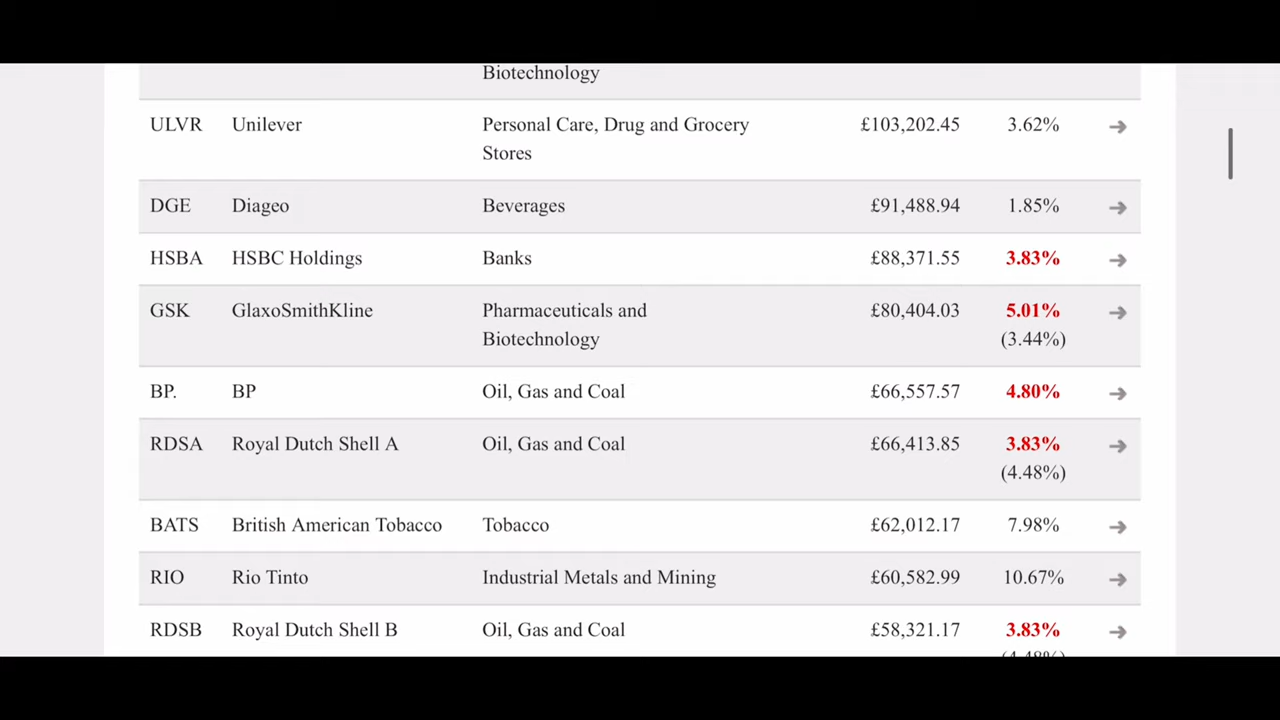 Biotechnology
ULVR Unilever Personal Care, Drug and Grocery £103,202.45 3.62% →
Stores
DGE Diageo Beverages £91,488.94 1.85% →
HSBA HSBC Holdings Banks £88,371.55 3.83% →
GSK GlaxoSmithKline Pharmaceuticals and £80,404.03 5.01% →
Biotechnology (3.44%)
BP. BP Oil, Gas and Coal £66,557.57 4.80% →
RDSA Royal Dutch Shell A Oil, Gas and Coal £66,413.85 3.83% →
(4.48%)
BATS British American Tobacco Tobacco £62,012.17 7.98% →
RIO Rio Tinto Industrial Metals and Mining £60,582.99 10.67% →
RDSB Royal Dutch Shell B Oil, Gas and Coal £58,321.17 3.83% →